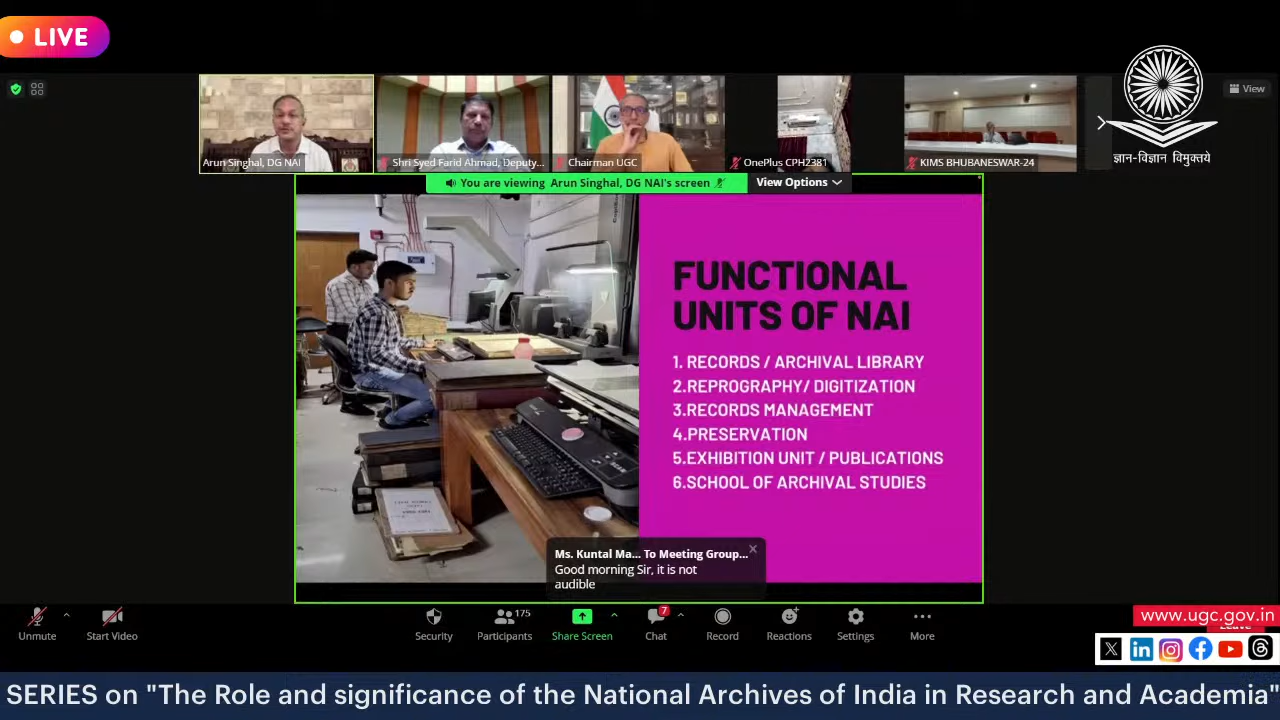 LIVE
View
Arun Singhal, DG NAI
Shri Syed Farid Ahmad, Deputy...
Chairman UGC
OnePlus CPH2381
KIMS BHUBANESWAR-24
ज्ञान-विज्ञान विमुक्तये
You are viewing Arun Singhal, DG NAI's screen
View Options
FUNCTIONAL
UNITS OF NAI
1. RECORDS / ARCHIVAL LIBRARY
2.REPROGRAPHY/ DIGITIZATION
3.RECORDS MANAGEMENT
4.PRESERVATION
5.EXHIBITION UNIT / PUBLICATIONS
6.SCHOOL OF ARCHIVAL STUDIES
Ms. Kuntal Ma... To Meeting Group...
Good morning Sir, it is not
audible
175
7
Unmute
Start Video
Security
Participants
Share Screen
Chat
Record
Reactions
Settings
More
www.ugc.gov.in
Leave
SERIES on "The Role and significance of the National Archives of India in Research and Academia"